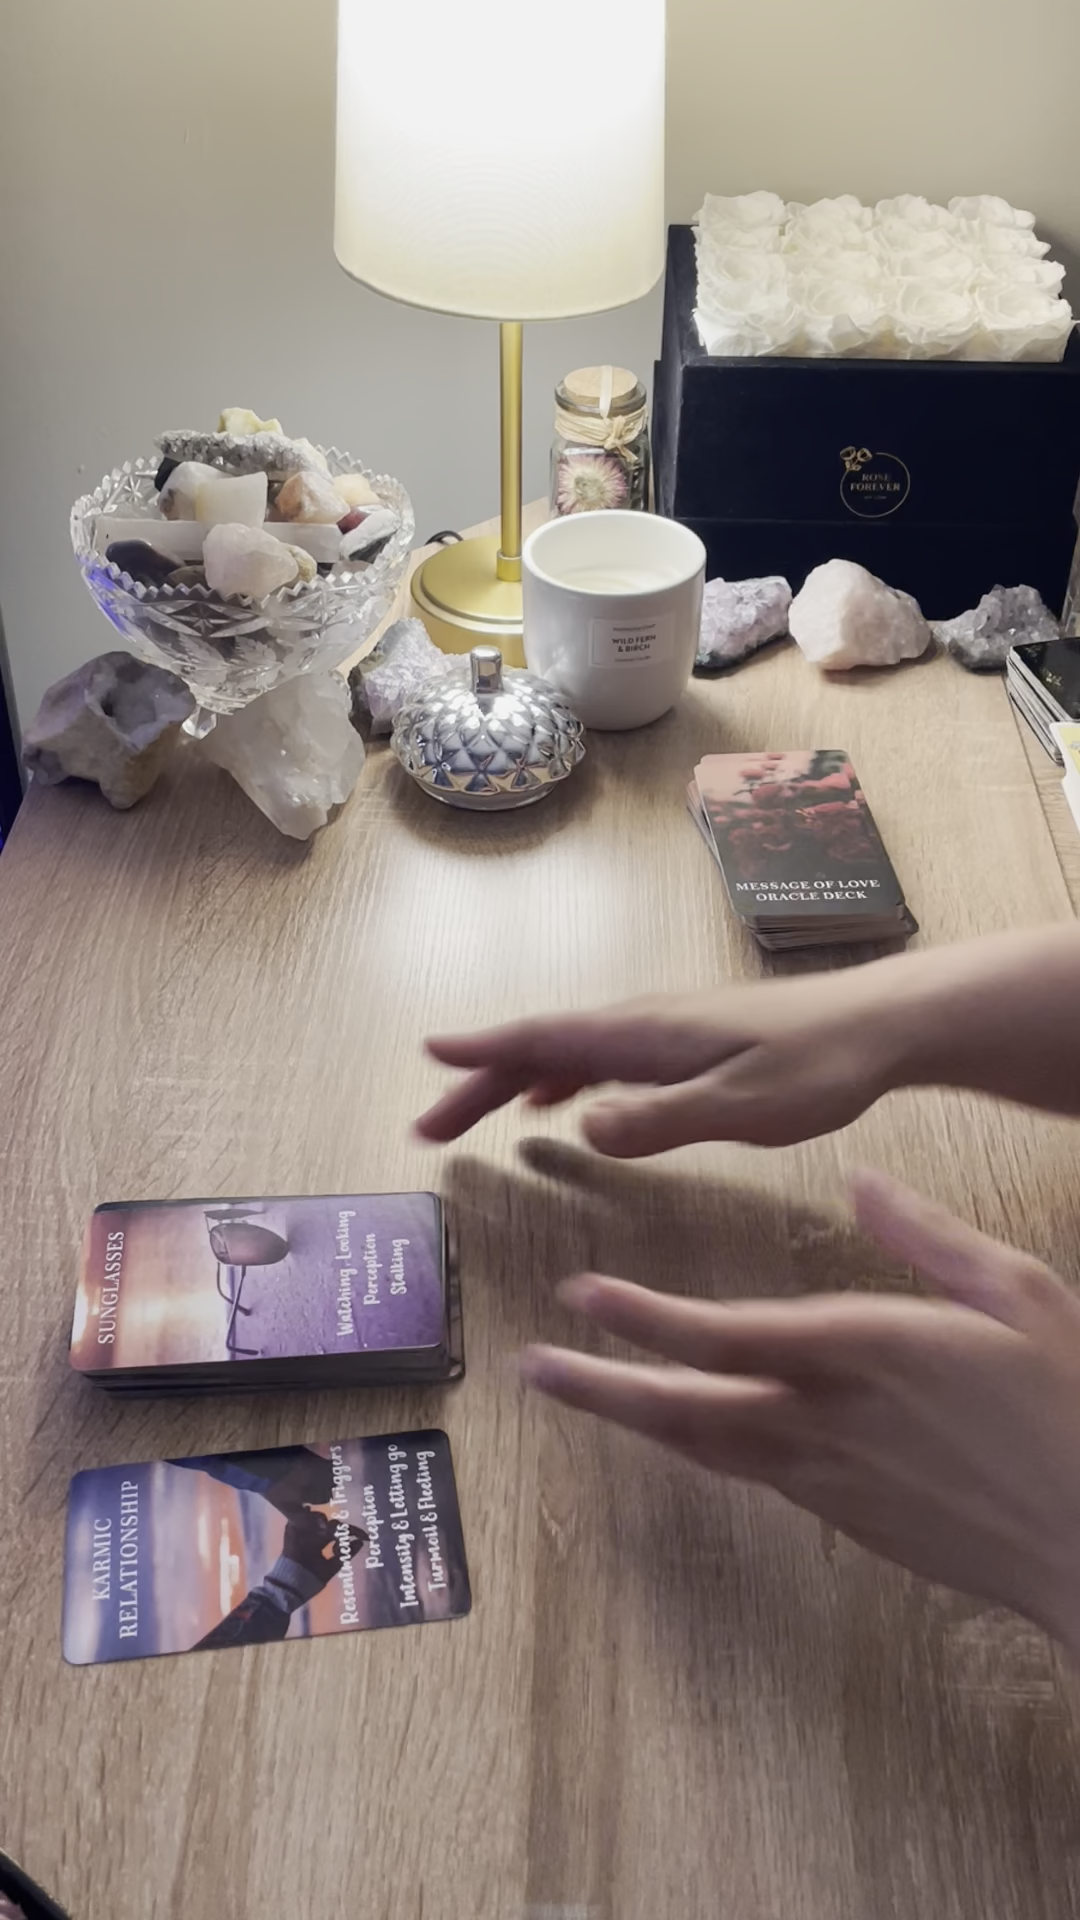 ROSE
FOREVER
WILD FERN
& BIRCH
MESSAGE OF LOVE
ORACLE DECK
SUNGLASSES
Watching, Looking
Perception
Stalking
KARMIC
RELATIONSHIP
Resentments & Triggers
Perception
Intensity & Letting go
Turmoil & Fleeting